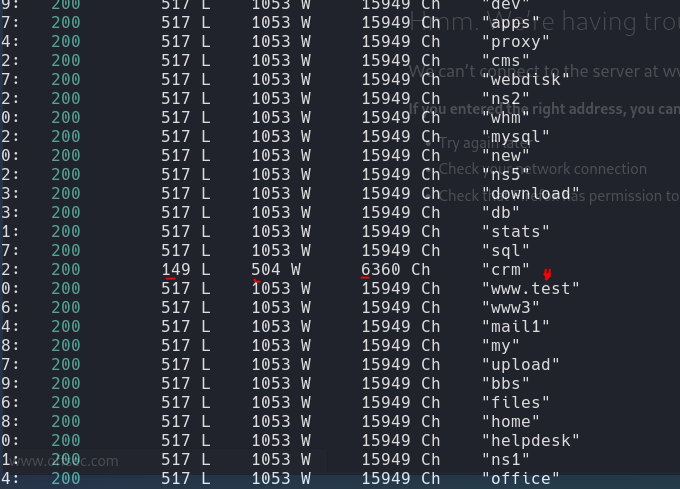 9: 200 517 L 1053 W 15949 Ch "dev"
7: 200 517 L 1053 W 15949 Ch "apps"
4: 200 517 L 1053 W 15949 Ch "proxy"
2: 200 517 L 1053 W 15949 Ch "cms"
7: 200 517 L 1053 W 15949 Ch "webdisk"
2: 200 517 L 1053 W 15949 Ch "ns2"
0: 200 517 L 1053 W 15949 Ch "whm"
2: 200 517 L 1053 W 15949 Ch "mysql"
0: 200 517 L 1053 W 15949 Ch "new"
2: 200 517 L 1053 W 15949 Ch "ns5"
3: 200 517 L 1053 W 15949 Ch "download"
3: 200 517 L 1053 W 15949 Ch "db"
1: 200 517 L 1053 W 15949 Ch "stats"
7: 200 517 L 1053 W 15949 Ch "sql"
2: 200 149 L 504 W 6360 Ch "crm"
0: 200 517 L 1053 W 15949 Ch "www.test"
6: 200 517 L 1053 W 15949 Ch "www3"
4: 200 517 L 1053 W 15949 Ch "mail1"
8: 200 517 L 1053 W 15949 Ch "my"
7: 200 517 L 1053 W 15949 Ch "upload"
9: 200 517 L 1053 W 15949 Ch "bbs"
6: 200 517 L 1053 W 15949 Ch "files"
8: 200 517 L 1053 W 15949 Ch "home"
0: 200 517 L 1053 W 15949 Ch "helpdesk"
1: 200 517 L 1053 W 15949 Ch "ns1"
4: 200 517 L 1053 W 15949 Ch "office"
Hmm. We're having
We can't connect to the server at
If you entered the right address, you can
Try again later
Check your network connection
Check that has permission to